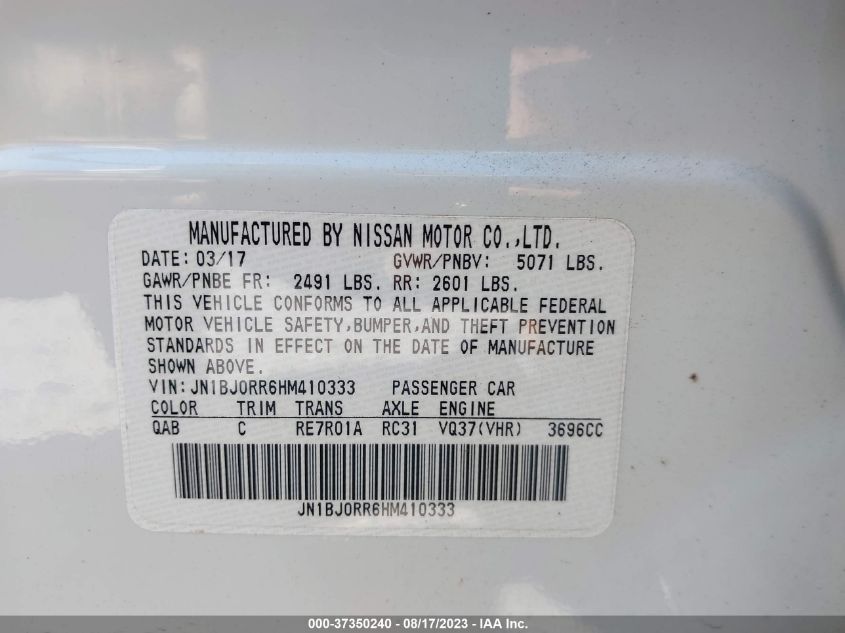 MANUFACTURED BY NISSAN MOTOR CO.,LTD.
DATE: 03/17 GVWR/PNBV: 5071 LBS.
GAWR/PNBE FR: 2491 LBS. RR: 2601 LBS.
THIS VEHICLE CONFORMS TO ALL APPLICABLE FEDERAL
MOTOR VEHICLE SAFETY,BUMPER,AND THEFT PREVENTION
STANDARDS IN EFFECT ON THE DATE OF MANUFACTURE
SHOWN ABOVE.
VIN:JN1BJ0RR6HM410333 PASSENGER CAR
COLOR TRIM TRANS AXLE ENGINE
QAB C RE7R01A RC31 VQ37(VHR) 3696CC
JN1BJ0RR6HM410333
000-37350240 - 08/17/2023 - IAA Inc.